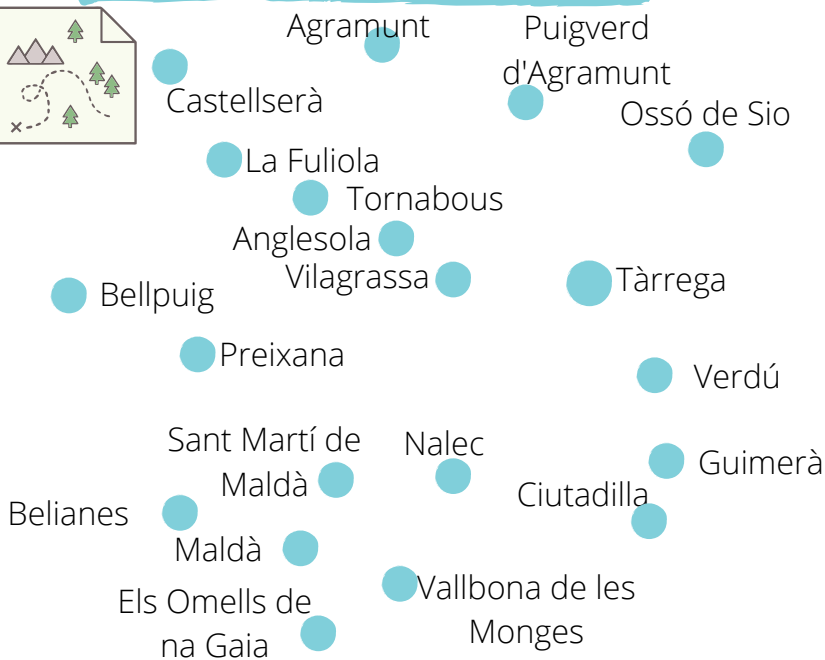 Agramunt
Puigverd
d'Agramunt
Castellserà
Ossó de Sio
La Fuliola
Tornabous
Anglesola
Vilagrassa
Tàrrega
Bellpuig
Preixana
Verdú
Sant Martí de
Maldà
Nalec
Guimerà
Ciutadilla
Belianes
Maldà
Vallbona de les
Monges
Els Omells de
na Gaia